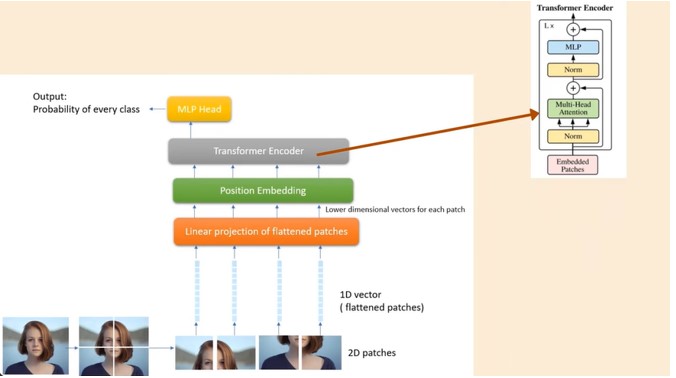 Transformer Encoder
L×
+
MLP
Norm
+
Multi-Head
Attention
Norm
Embedded
Patches
Output:
Probability of every class
MLP Head
Transformer Encoder
Position Embedding
Lower dimensional vectors for each patch
Linear projection of flattened patches
1D vector
( flattened patches)
2D patches